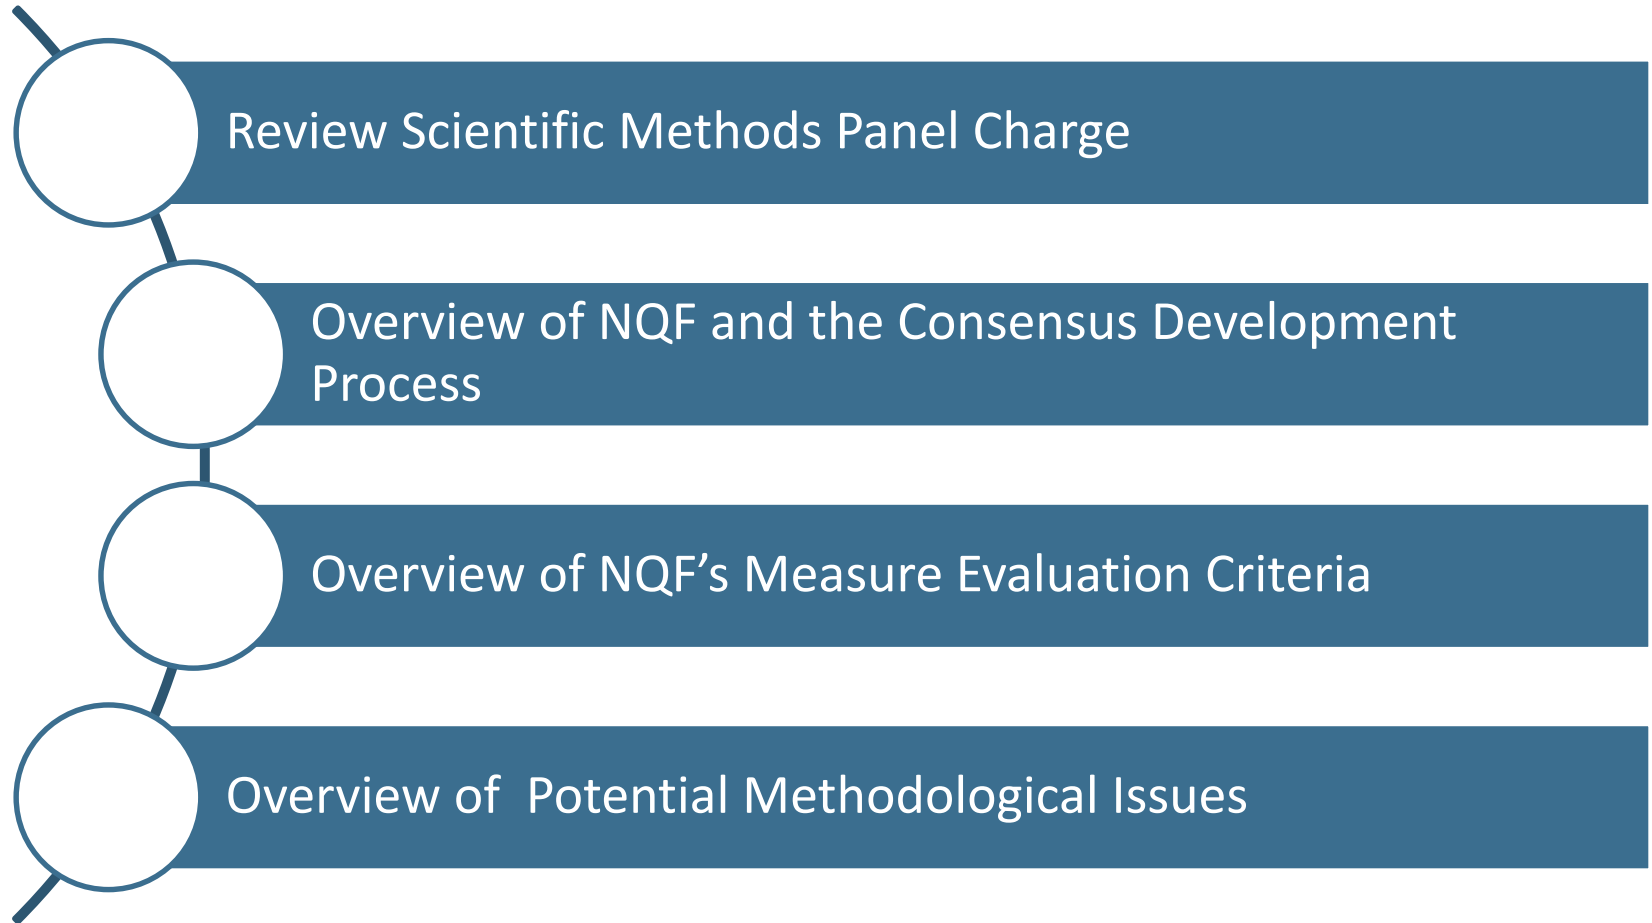 Review Scientific Methods Panel Charge
Overview of NQF and the Consensus Development
Process
Overview of NQF’s Measure Evaluation Criteria
Overview of  Potential Methodological Issues